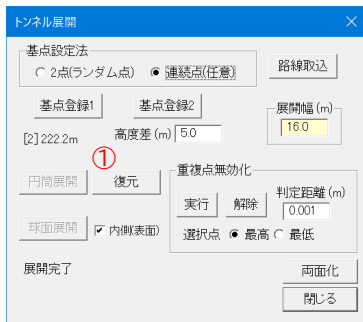 トンネル展開
基点設定法
2点(ランダム点) 連続点(任意) 路線取込
基点登録1 基点登録2 展開幅(m)
[2] 222.2m 高度差(m) 5.0 16.0
①
円筒展開 復元 重複点無効化
実行 解除 判定距離(m)
0.001
球面展開 内側(表面) 選択点 最高 最低
展開完了 両面化
閉じる